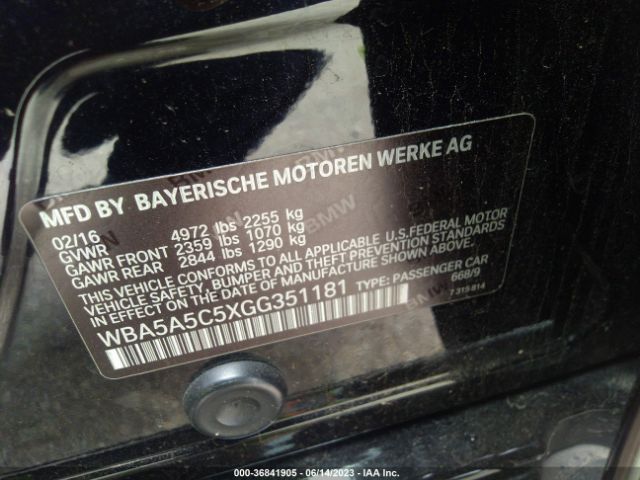 MFD BY BAYERISCHE MOTOREN WERKE AG
02/16
GVWR 4972 lbs 2255 kg
GAWR FRONT 2359 lbs 1070 kg
GAWR REAR 2844 lbs 1290 kg
THIS VEHICLE CONFORMS TO ALL APPLICABLE U.S.FEDERAL MOTOR
VEHICLE SAFETY, BUMPER AND THEFT PREVENTION STANDARDS
IN EFFECT ON THE DATE OF MANUFACTURE SHOWN ABOVE.
WBA5A5C5XGG351181 TYPE: PASSENGER CAR
668/9
7 315 814
000-36841905 - 06/14/2023 - IAA Inc.